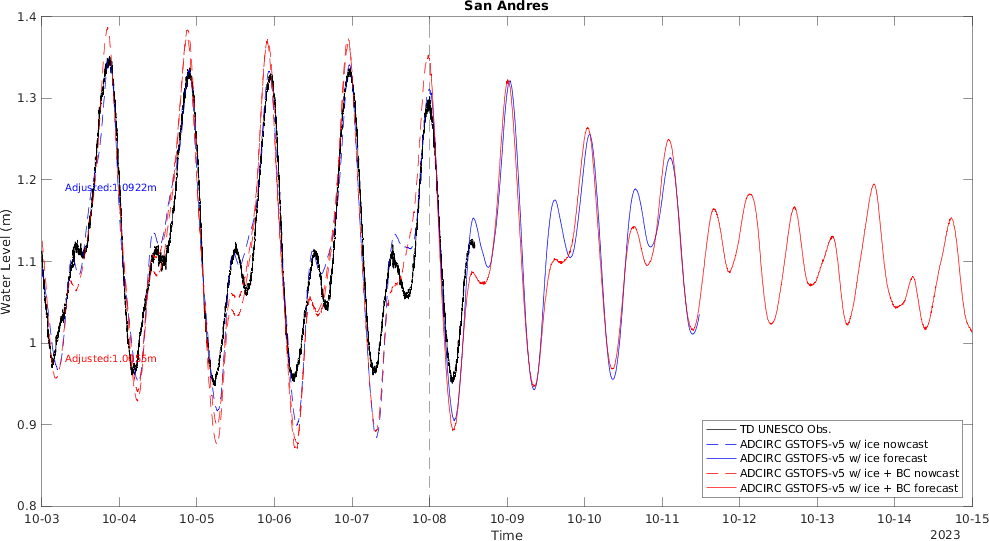 San Andres
1.4
1.3
1.2
1.1
1
0.9
0.8
Water Level (m)
Adjusted:1.0922m
TD UNESCO Obs.
ADCIRC GSTOFS-v5 w/ ice nowcast
ADCIRC GSTOFS-v5 w/ ice forecast
ADCIRC GSTOFS-v5 w/ ice + BC nowcast
ADCIRC GSTOFS-v5 w/ ice + BC forecast
10-03 10-04 10-05 10-06 10-07 10-08 10-09 10-10 10-11 10-12 10-13 10-14 10-15
Time
2023